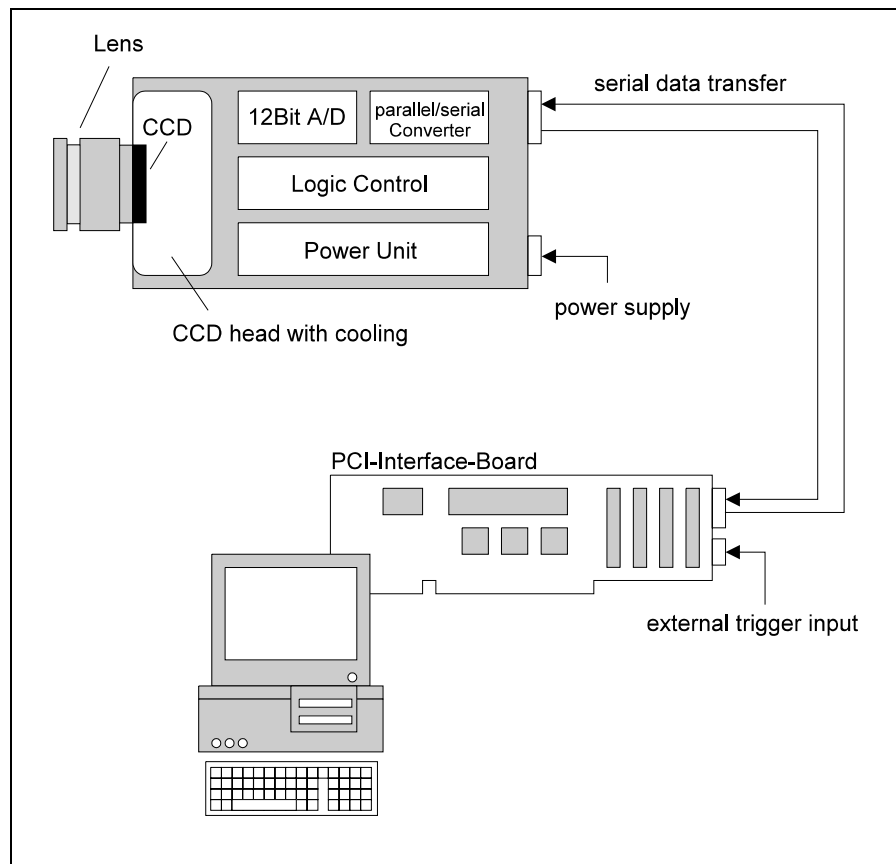 Lens
serial data transfer
CCD
12Bit A/D
parallel/serial
Converter
Logic Control
Power Unit
power supply
CCD head with cooling
PCI-Interface-Board
external trigger input